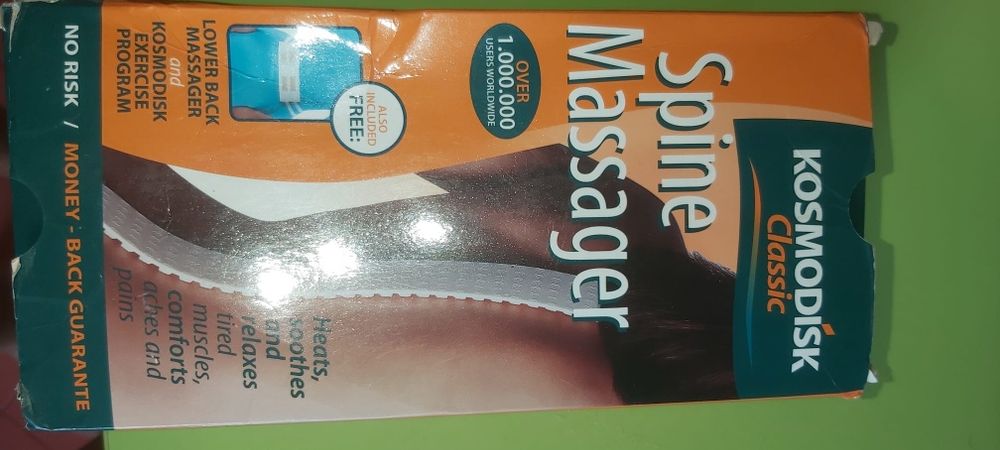 KOSMODISK
Classic
Spine
Massager
OVER
1.000.000
USERS WORLDWIDE
ALSO
INCLUDED
FREE:
LOWER BACK
MASSAGER
and
KOSMODISK
EXERCISE
PROGRAM
Heats,
soothes
and
relaxes
tired
muscles,
comforts
aches and
pains
NO RISK / MONEY - BACK GUARANTE